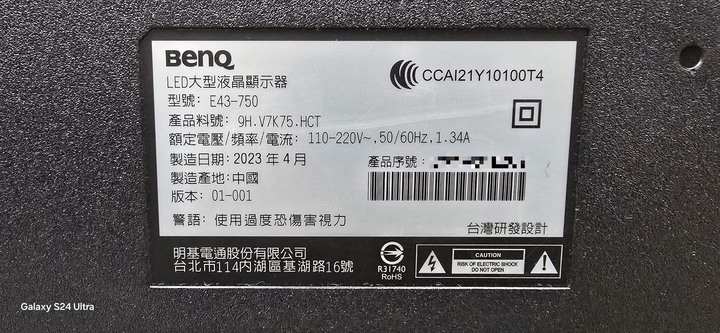 BenQ
LED大型液晶顯示器
CCAI21Y10100T4
型號: E43-750
產品料號: 9H.V7K75.HCT
額定電壓/頻率/電流: 110-220V~,50/60Hz,1.34A
製造日期: 2023 年 4 月
產品序號:
製造產地: 中國
版本: 01-001
警語: 使用過度恐傷害視力
台灣研發設計
明基電通股份有限公司
台北市114內湖區基湖路16號
R31740
RoHS
CAUTION
RISK OF ELECTRIC SHOCK
DO NOT OPEN
Galaxy S24 Ultra